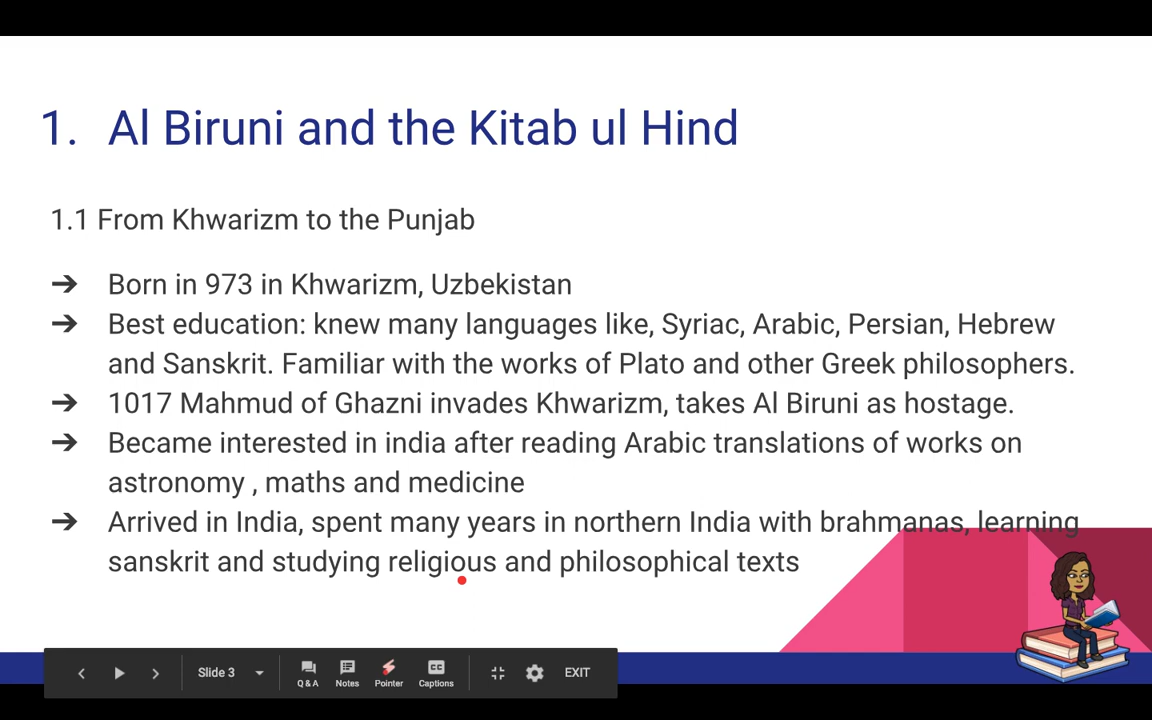 1. Al Biruni and the Kitab ul Hind
1.1 From Khwarizm to the Punjab
➔ Born in 973 in Khwarizm, Uzbekistan
➔ Best education: knew many languages like, Syriac, Arabic, Persian, Hebrew
and Sanskrit. Familiar with the works of Plato and other Greek philosophers.
➔ 1017 Mahmud of Ghazni invades Khwarizm, takes Al Biruni as hostage.
➔ Became interested in india after reading Arabic translations of works on
astronomy , maths and medicine
➔ Arrived in India, spent many years in northern India with brahmanas, learning
sanskrit and studying religious and philosophical texts
Slide 3
Q & A Notes Pointer CC Captions EXIT